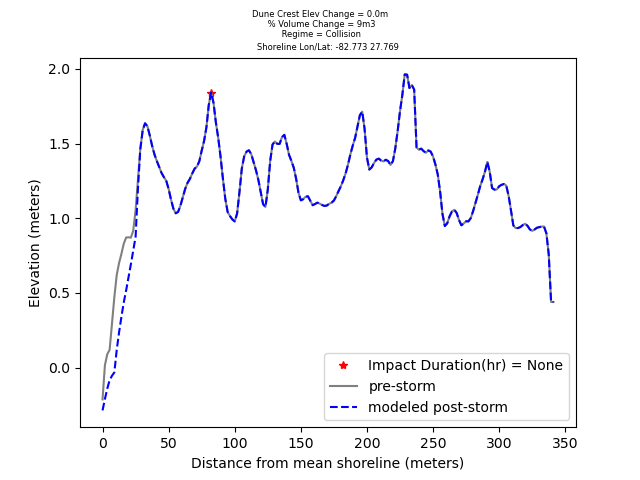 Dune Crest Elev Change = 0.0m
% Volume Change = 9m3
Regime = Collision
Shoreline Lon/Lat: -82.773 27.769
2.0
1.5
1.0
0.5
0.0
Elevation (meters)
Impact Duration(hr) = None
pre-storm
modeled post-storm
0 50 100 150 200 250 300 350
Distance from mean shoreline (meters)